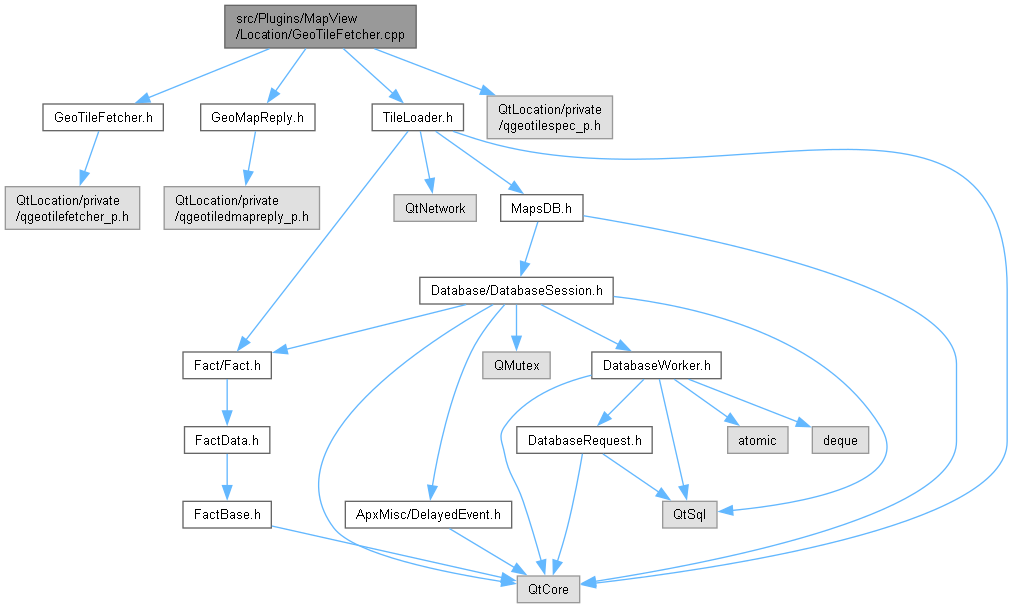 src/Plugins/MapView
/Location/GeoTileFetcher.cpp
GeoTileFetcher.h
GeoMapReply.h
TileLoader.h
QtLocation/private
/qgeotilespec_p.h
QtLocation/private
/qgeotilefetcher_p.h
QtLocation/private
/qgeotiledmapreply_p.h
QtNetwork
MapsDB.h
Database/DatabaseSession.h
Fact/Fact.h
QMutex
DatabaseWorker.h
FactData.h
DatabaseRequest.h
atomic
deque
FactBase.h
ApxMisc/DelayedEvent.h
QtSql
QtCore